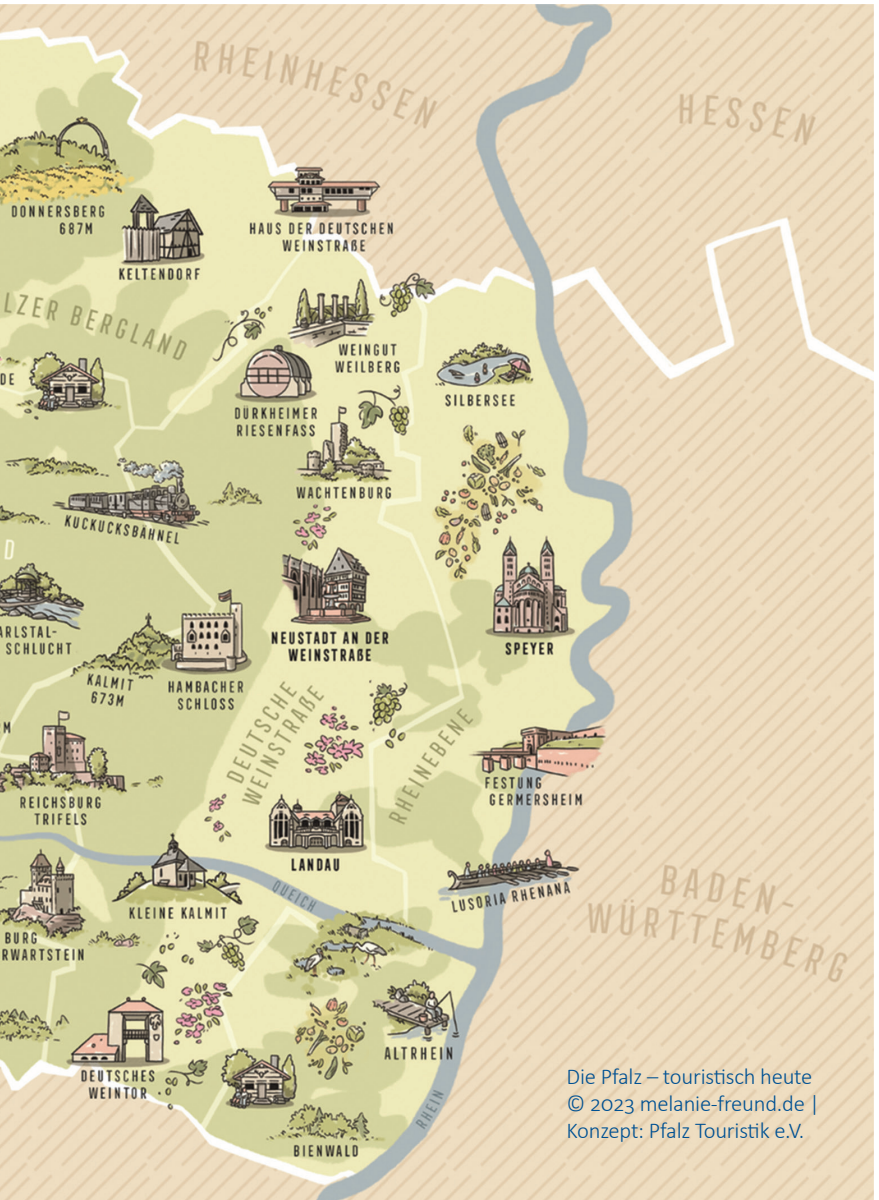 RHEINHESSEN
HESSEN
DONNERSBERG
687M
KELTENDORF
HAUS DER DEUTSCHEN
WEINSTRAẞE
LZER BERGLAND
WEINGUT
WEILBERG
DE
DÜRKHEIMER
RIESENFASS
SILBERSEE
WACHTENBURG
KUCKUCKSBÄHNEL
D
ARLSTAL-
SCHLUCHT
KALMIT
673M
HAMBACHER
SCHLOSS
NEUSTADT AN DER
WEINSTRAẞE
SPEYER
DEUTSCHE
WEINSTRAẞE
RHEINEBENE
M
REICHSBURG
TRIFELS
FESTUNG
GERMERSHEIM
LANDAU
LUSORIA RHENANA
QUEICH
KLEINE KALMIT
BURG
RWARTSTEIN
BADEN-
WÜRTTEMBERG
ALTRHEIN
DEUTSCHES
WEINTOR
RHEIN
BIENWALD
Die Pfalz – touristisch heute
© 2023 melanie-freund.de |
Konzept: Pfalz Touristik e.V.